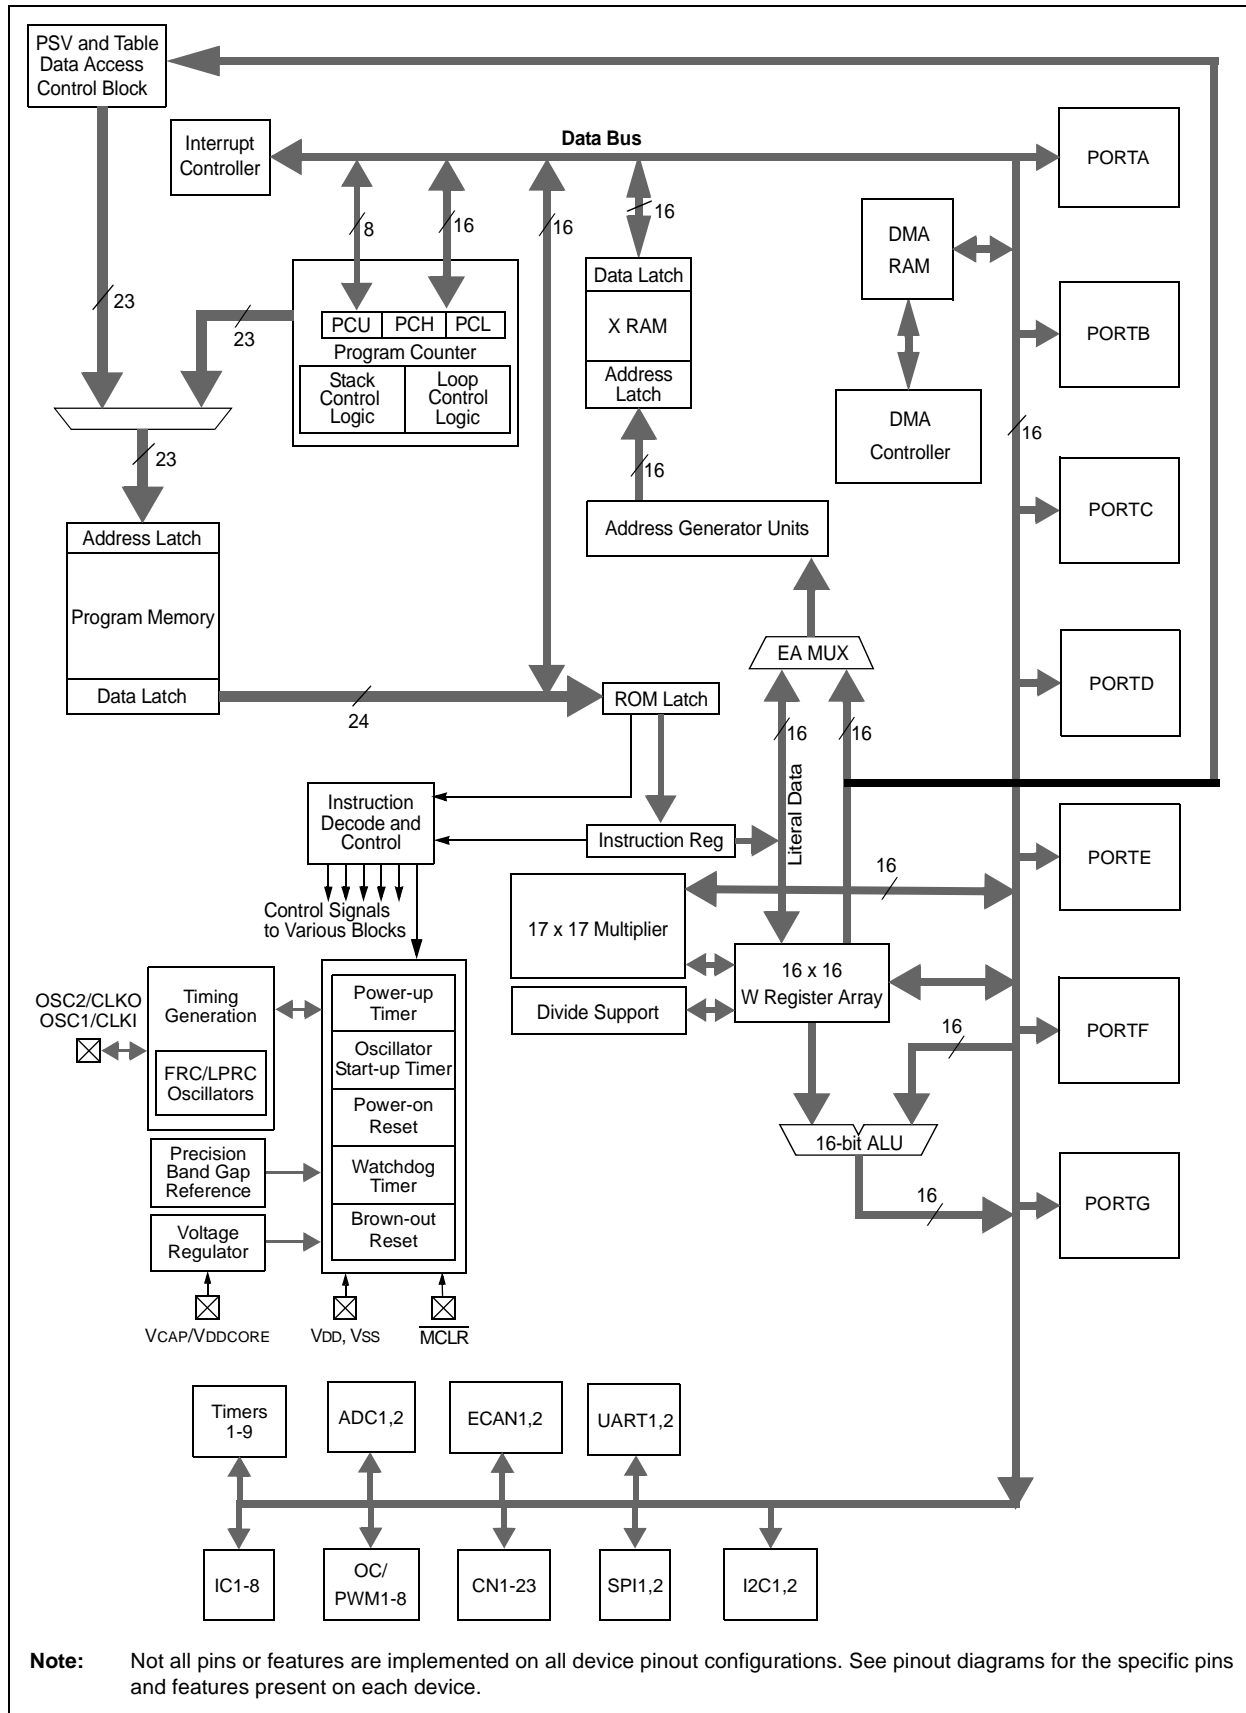 PSV and Table
Data Access
Control Block
Interrupt
Controller
Data Bus
PORTA
8
16
16
16
DMA
RAM
Data Latch
X RAM
Address
Latch
23
23
PCU
PCH
PCL
Program Counter
Stack
Control
Logic
Loop
Control
Logic
PORTB
DMA
Controller
16
23
16
PORTC
Address Generator Units
Address Latch
Program Memory
Data Latch
24
EA MUX
PORTD
ROM Latch
16
16
Literal Data
Instruction
Decode and
Control
Instruction Reg
PORTE
16
Control Signals
to Various Blocks
17 x 17 Multiplier
16 x 16
W Register Array
Divide Support
OSC2/CLKO
OSC1/CLKI
Timing
Generation
FRC/LPRC
Oscillators
Power-up
Timer
Oscillator
Start-up Timer
Power-on
Reset
Watchdog
Timer
Brown-out
Reset
PORTF
16
16-bit ALU
Precision
Band Gap
Reference
Voltage
Regulator
16
PORTG
VCAP/VDDCORE
VDD, VSS
MCLR
Timers
1-9
ADC1,2
ECAN1,2
UART1,2
IC1-8
OC/
PWM1-8
CN1-23
SPI1,2
I2C1,2
Note: Not all pins or features are implemented on all device pinout configurations. See pinout diagrams for the specific pins
and features present on each device.